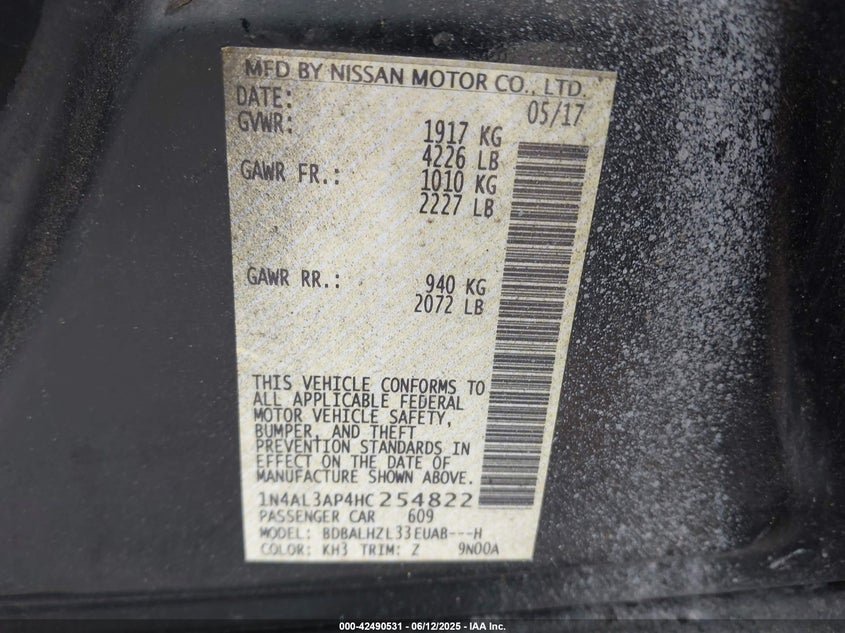 MFD BY NISSAN MOTOR CO., LTD.
DATE: 05/17
GVWR: 1917 KG
4226 LB
GAWR FR.: 1010 KG
2227 LB
GAWR RR.: 940 KG
2072 LB
THIS VEHICLE CONFORMS TO
ALL APPLICABLE FEDERAL
MOTOR VEHICLE SAFETY,
BUMPER, AND THEFT
PREVENTION STANDARDS IN
EFFECT ON THE DATE OF
MANUFACTURE SHOWN ABOVE.
1N4AL3AP4HC254822
PASSENGER CAR 609
MODEL: BDBALHZL33EUAB---H
COLOR: KH3 TRIM: Z 9N00A
000-42490531 - 06/12/2025 - IAA Inc.